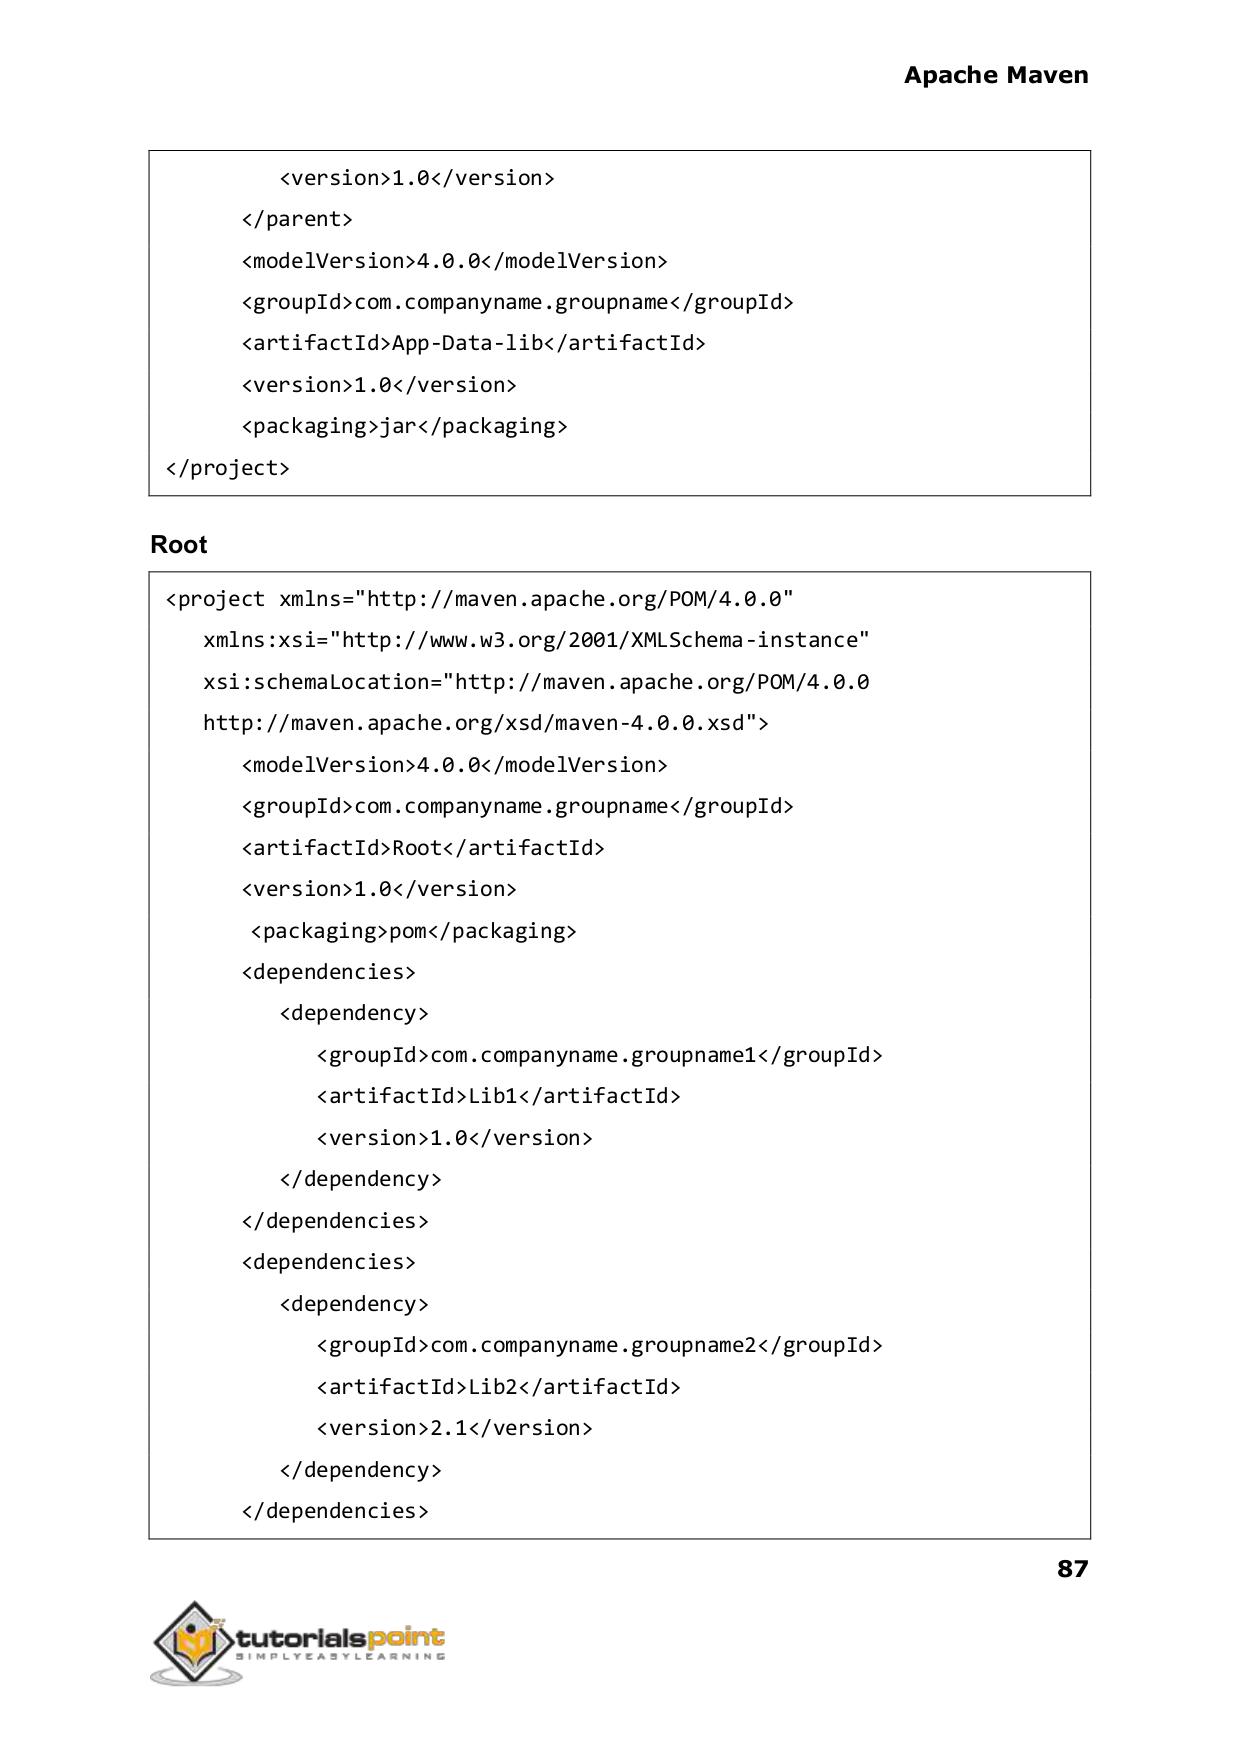 Apache Maven
<version>1.0</version>
</parent>
<modelVersion>4.0.0</modelVersion>
<groupId>com.companyname.groupname</groupId>
<artifactId>App-Data-lib</artifactId>
<version>1.0</version>
<packaging>jar</packaging>
</project>
Root
<project xmlns="http://maven.apache.org/POM/4.0.0"
xmlns:xsi="http://www.w3.org/2001/XMLSchema-instance"
xsi:schemaLocation="http://maven.apache.org/POM/4.0.0
http://maven.apache.org/xsd/maven-4.0.0.xsd">
<modelVersion>4.0.0</modelVersion>
<groupId>com.companyname.groupname</groupId>
<artifactId>Root</artifactId>
<version>1.0</version>
<packaging>pom</packaging>
<dependencies>
<dependency>
<groupId>com.companyname.groupname1</groupId>
<artifactId>Lib1</artifactId>
<version>1.0</version>
</dependency>
</dependencies>
<dependencies>
<dependency>
<groupId>com.companyname.groupname2</groupId>
<artifactId>Lib2</artifactId>
<version>2.1</version>
</dependency>
</dependencies>
87
tutorialspoint
SIMPLYEASYLEARNING